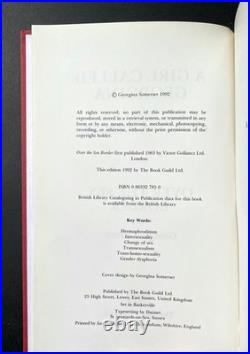 © Georgina Somerset 1992
All rights reserved; no part of this publication may be
reproduced, stored in a retrieval system, or transmitted in any
form or by any means, electronic, mechanical, photocopying,
recording, or otherwise, without the prior permission of the
copyright holder.
Over the Sex Border first published 1963 by Victor Gollancz Ltd.
London.
This edition 1992 by The Book Guild Ltd.
ISBN 0 86332 793 0
British Library Cataloguing in Publication data for this book
is available from the British Library
Key Words:
Hermaphroditism
Intersexuality
Change of sex
Transsexualism
Trans-homo-sexuality
Gender dysphoria
Cover design by Georgina Somerset
Published by The Book Guild Ltd.
25 High Street, Lewes, East Sussex, United Kingdom
Set in Baskerville
Typesetting by Dataset
St Leonards-on-Sea, Sussex
Printed by Wiltshire, England
timewith.us